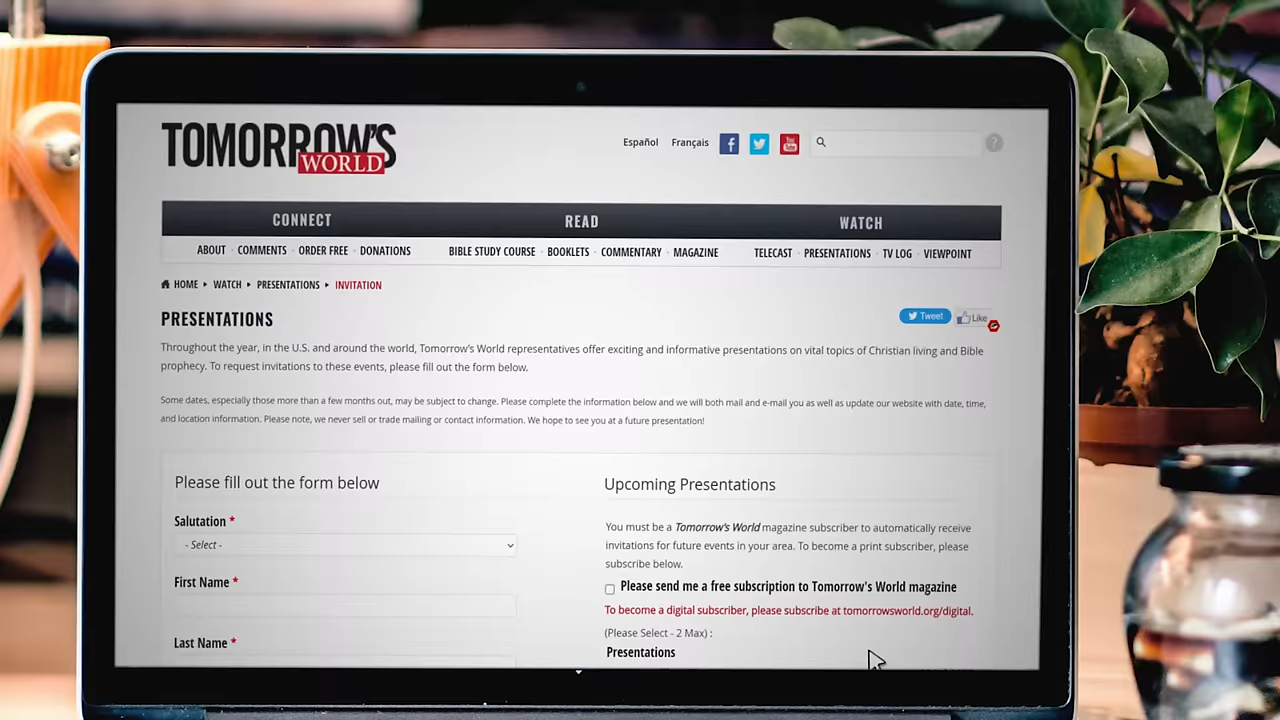 TOMORROW'S
WORLD
Español Français
CONNECT READ WATCH
ABOUT · COMMENTS · ORDER FREE · DONATIONS BIBLE STUDY COURSE · BOOKLETS · COMMENTARY · MAGAZINE TELECAST · PRESENTATIONS · TV LOG · VIEWPOINT
HOME ▸ WATCH ▸ PRESENTATIONS ▸ INVITATION
PRESENTATIONS
Tweet Like
Throughout the year, in the U.S. and around the world, Tomorrow's World representatives offer exciting and informative presentations on vital topics of Christian living and Bible
prophecy. To request invitations to these events, please fill out the form below.
Some dates, especially those more than a few months out, may be subject to change. Please complete the information below and we will both mail and e-mail you as well as update our website with date, time,
and location information. Please note, we never sell or trade mailing or contact information. We hope to see you at a future presentation!
Please fill out the form below
Salutation *
- Select -
First Name *
Last Name *
Upcoming Presentations
You must be a Tomorrow's World magazine subscriber to automatically receive
invitations for future events in your area. To become a print subscriber, please
subscribe below.
Please send me a free subscription to Tomorrow's World magazine
To become a digital subscriber, please subscribe at tomorrowsworld.org/digital.
(Please Select - 2 Max) :
Presentations